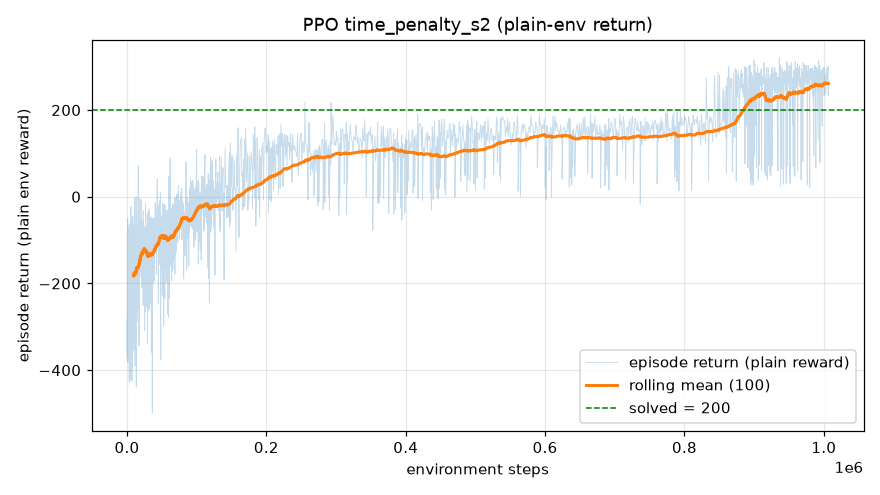 PPO time_penalty_s2 (plain-env return)
episode return (plain env reward)
200
0
−200
−400
episode return (plain reward)
rolling mean (100)
solved = 200
0.0 0.2 0.4 0.6 0.8 1.0
1e6
environment steps